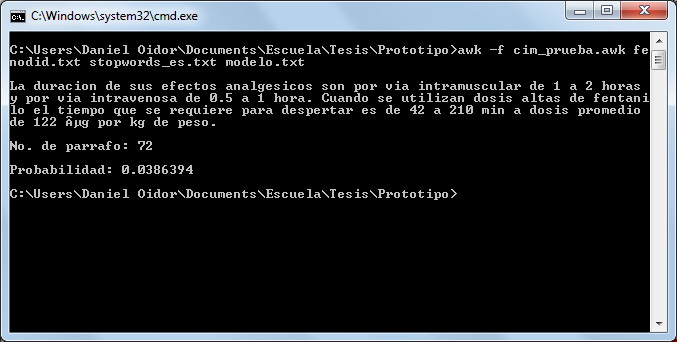 C:\Windows\system32\cmd.exe
C:\Users\Daniel Oidor\Documents\Escuela\Tesis\Prototipo>awk -f cim_prueba.awk fe
nodid.txt stopwords_es.txt modelo.txt
La duracion de sus efectos analgesicos son por via intramuscular de 1 a 2 horas
y por via intravenosa de 0.5 a 1 hora. Cuando se utilizan dosis altas de fentani
lo el tiempo que se requiere para despertar es de 42 a 210 min a dosis promedio
de 122 Âµg por kg de peso.
No. de parrafo: 72
Probabilidad: 0.0386394
C:\Users\Daniel Oidor\Documents\Escuela\Tesis\Prototipo>